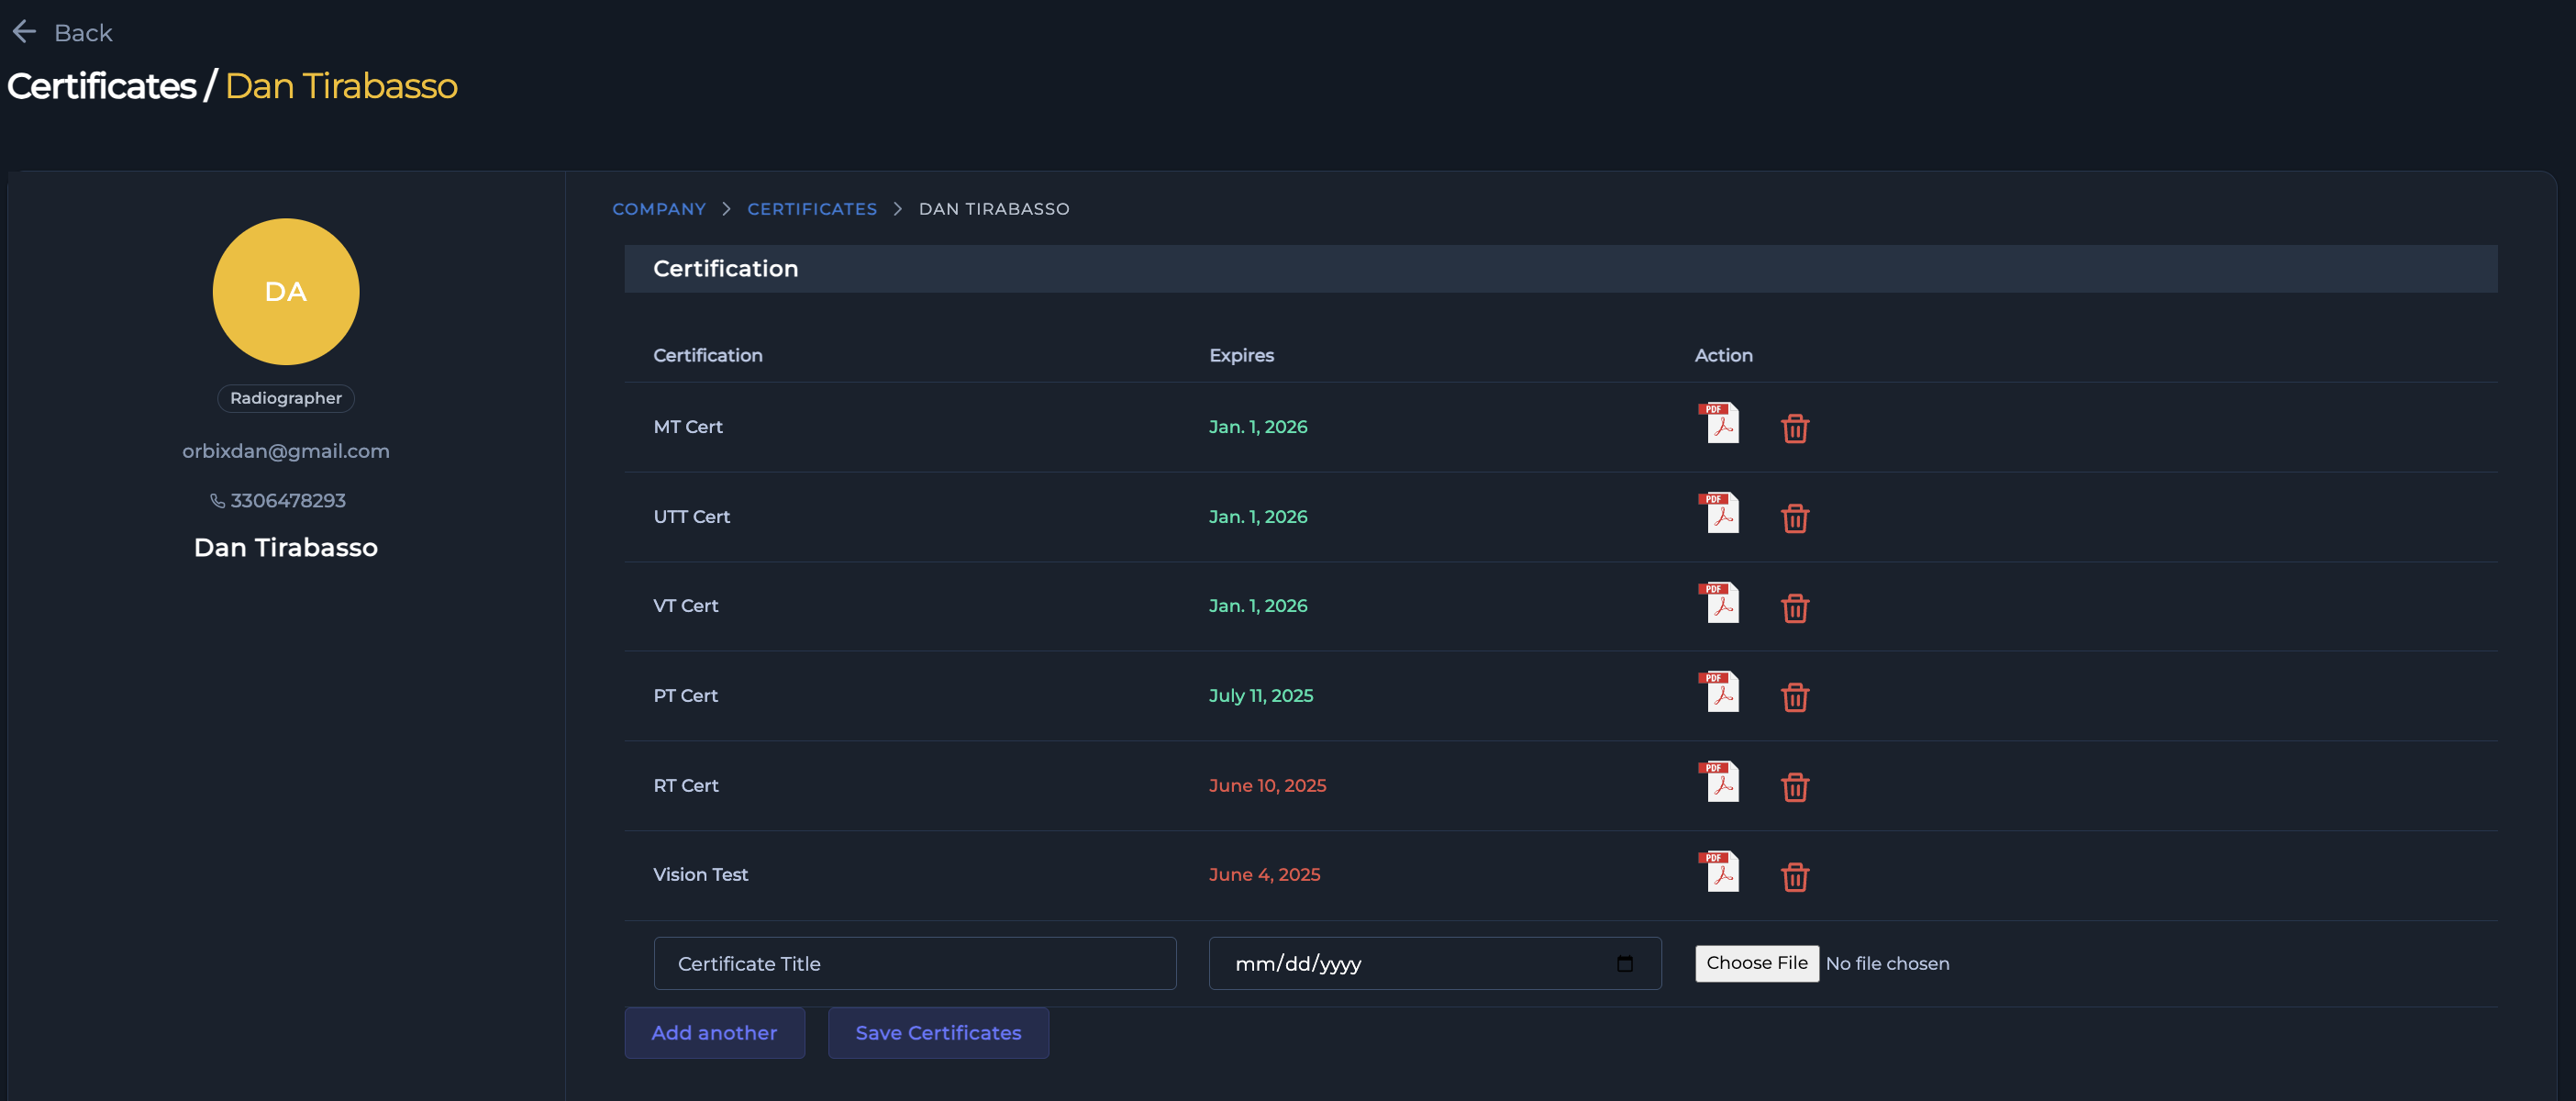 Back
Certificates / Dan Tirabasso
DA
Radiographer
orbixdan@gmail.com
3306478293
Dan Tirabasso
COMPANY > CERTIFICATES > DAN TIRABASSO
Certification
Certification Expires Action
MT Cert Jan. 1, 2026 PDF
UTT Cert Jan. 1, 2026 PDF
VT Cert Jan. 1, 2026 PDF
PT Cert July 11, 2025 PDF
RT Cert June 10, 2025 PDF
Vision Test June 4, 2025 PDF
Certificate Title mm/dd/yyyy Choose File No file chosen
Add another Save Certificates